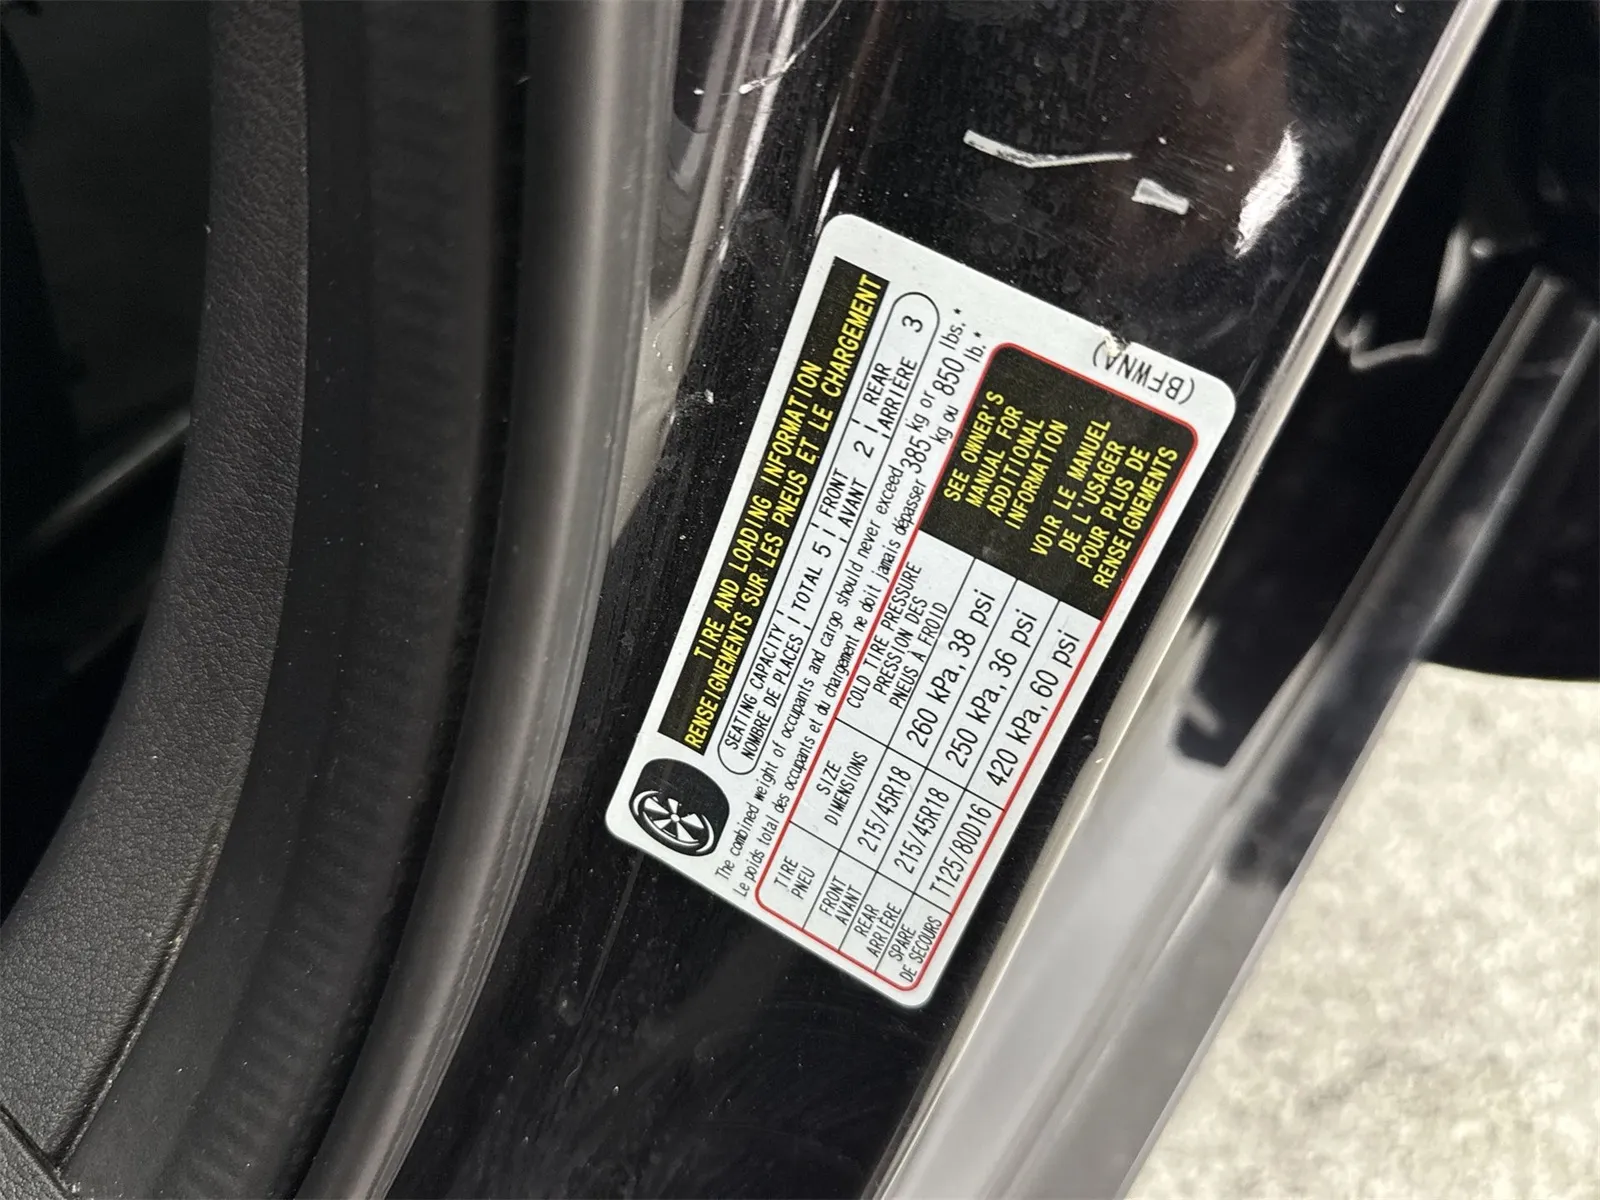 TIRE AND LOADING INFORMATION
RENSEIGNEMENTS SUR LES PNEUS ET LE CHARGEMENT
SEATING CAPACITY TOTAL 5 FRONT 2 REAR 3
NOMBRE DE PLACES AVANT ARRIÈRE
The combined weight of occupants and cargo should never exceed 385 kg or 850 lbs.*
Le poids total des occupants et du chargement ne doit jamais dépasser kg ou lb.*
TIRE
PNEU
SIZE
DIMENSIONS
COLD TIRE PRESSURE
PRESSION DES
PNEUS À FROID
FRONT
AVANT
215/45R18
260 kPa, 38 psi
REAR
ARRIÈRE
215/45R18
250 kPa, 36 psi
SPARE
DE SECOURS
T125/80D16
420 kPa, 60 psi
SEE OWNER'S
MANUAL FOR
ADDITIONAL
INFORMATION
VOIR LE MANUEL
DE L'USAGER
POUR PLUS DE
RENSEIGNEMENTS
(BFWNA)